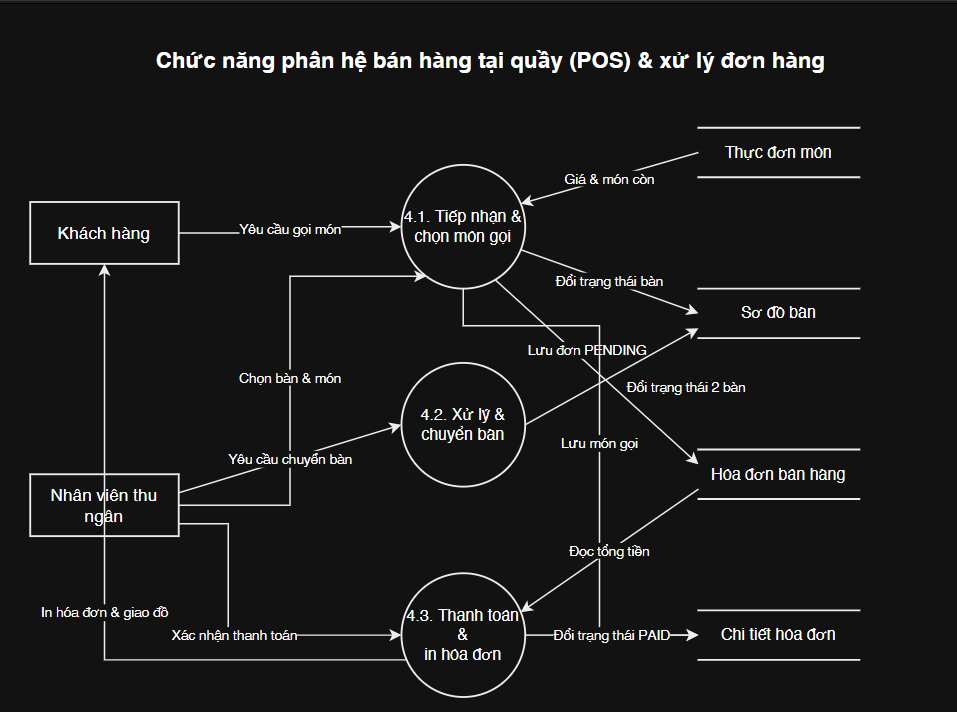 Chức năng phân hệ bán hàng tại quầy (POS) & xử lý đơn hàng
Thực đơn món
Giá & món còn
4.1. Tiếp nhận &
chọn món gọi
Khách hàng
Yêu cầu gọi món
Đổi trạng thái bàn
Sơ đồ bàn
Lưu đơn PENDING
Chọn bàn & món
Đổi trạng thái 2 bàn
4.2. Xử lý &
chuyển bàn
Lưu món gọi
Yêu cầu chuyển bàn
Hóa đơn bán hàng
Nhân viên thu
ngân
Đọc tổng tiền
In hóa đơn & giao đồ
4.3. Thanh toán
&
in hóa đơn
Xác nhận thanh toán
Đổi trạng thái PAID
Chi tiết hóa đơn